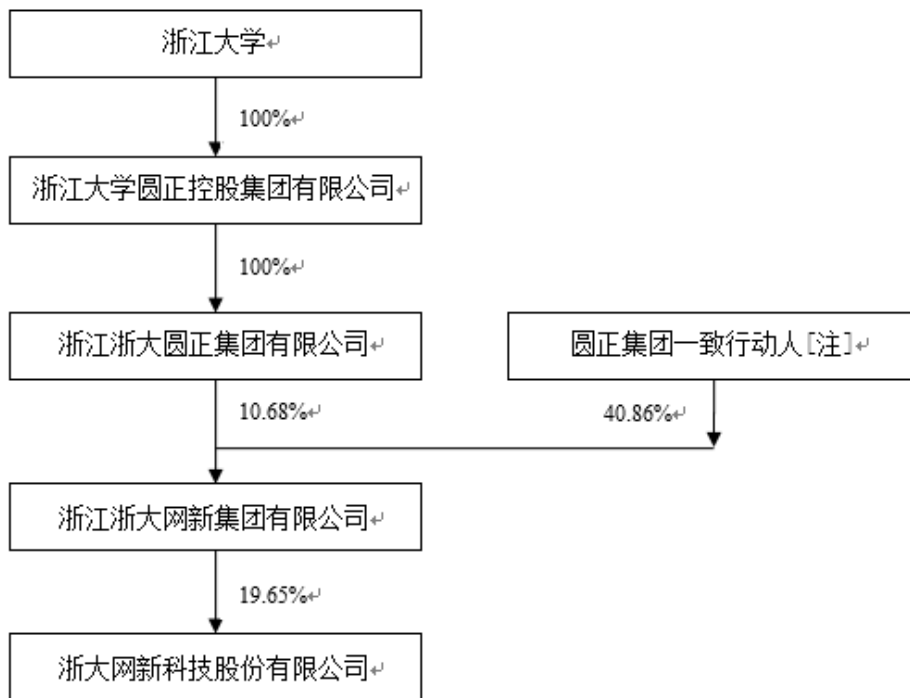 浙江大学↵
100%↵
浙江大学圆正控股集团有限公司↵
100%↵
浙江浙大圆正集团有限公司↵
圆正集团一致行动人[注]↵
10.68%↵
40.86%↵
浙江浙大网新集团有限公司↵
19.65%↵
浙大网新科技股份有限公司↵